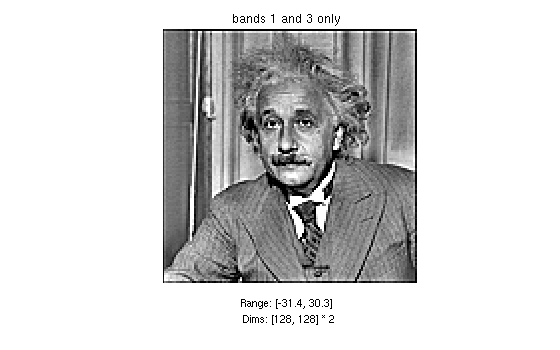 bands 1 and 3 only
Range: [-31.4, 30.3]
Dims: [128, 128] * 2